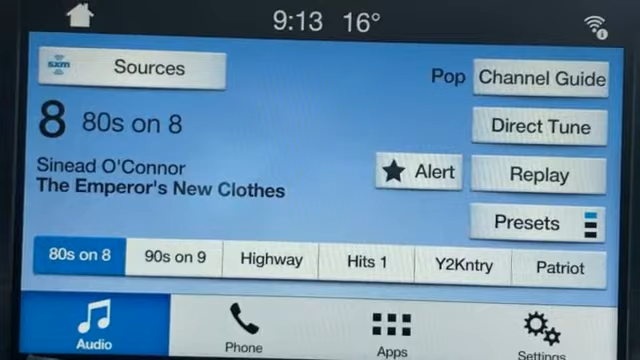 9:13 16°
sxm Sources
Pop Channel Guide
8 80s on 8
Direct Tune
Sinead O'Connor
The Emperor's New Clothes
Alert
Replay
Presets
80s on 8 90s on 9 Highway Hits 1 Y2Kntry Patriot
Audio Phone Apps Settings